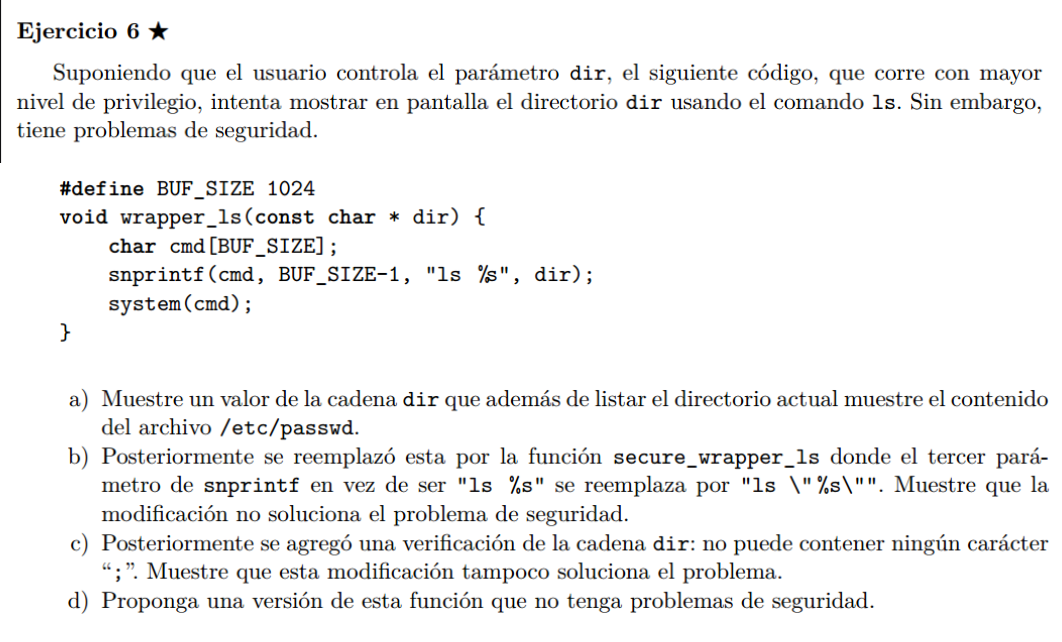 Ejercicio 6 ★
Suponiendo que el usuario controla el parámetro dir, el siguiente código, que corre con mayor
nivel de privilegio, intenta mostrar en pantalla el directorio dir usando el comando ls. Sin embargo,
tiene problemas de seguridad.
#define BUF_SIZE 1024
void wrapper_ls(const char * dir) {
    char cmd[BUF_SIZE];
    snprintf(cmd, BUF_SIZE-1, "ls %s", dir);
    system(cmd);
}
a) Muestre un valor de la cadena dir que además de listar el directorio actual muestre el contenido
del archivo /etc/passwd.
b) Posteriormente se reemplazó esta por la función secure_wrapper_ls donde el tercer pará-
metro de snprintf en vez de ser "ls %s" se reemplaza por "ls \"%s\"". Muestre que la
modificación no soluciona el problema de seguridad.
c) Posteriormente se agregó una verificación de la cadena dir: no puede contener ningún carácter
“;”. Muestre que esta modificación tampoco soluciona el problema.
d) Proponga una versión de esta función que no tenga problemas de seguridad.